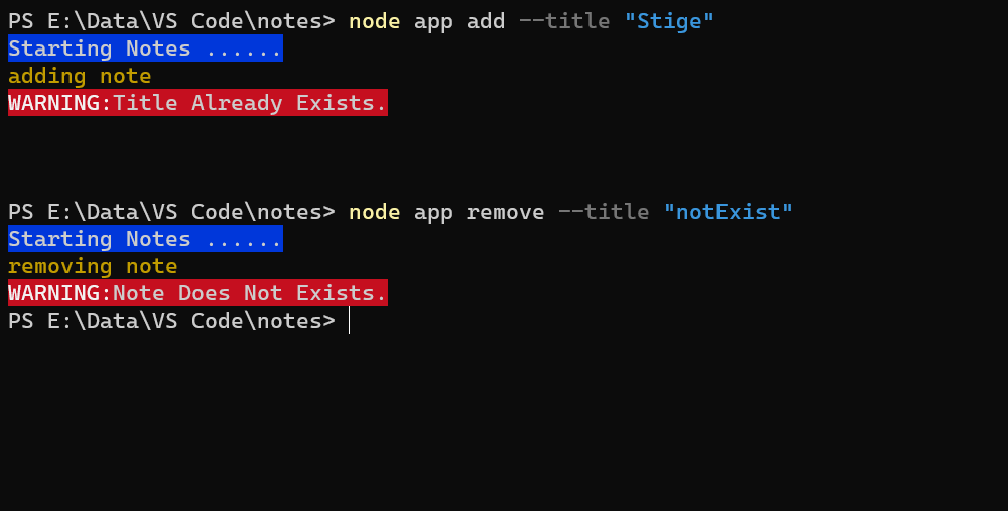 PS E:\Data\VS Code\notes> node app add --title "Stige"
Starting Notes ......
adding note
WARNING:Title Already Exists.
PS E:\Data\VS Code\notes> node app remove --title "notExist"
Starting Notes ......
removing note
WARNING:Note Does Not Exists.
PS E:\Data\VS Code\notes>